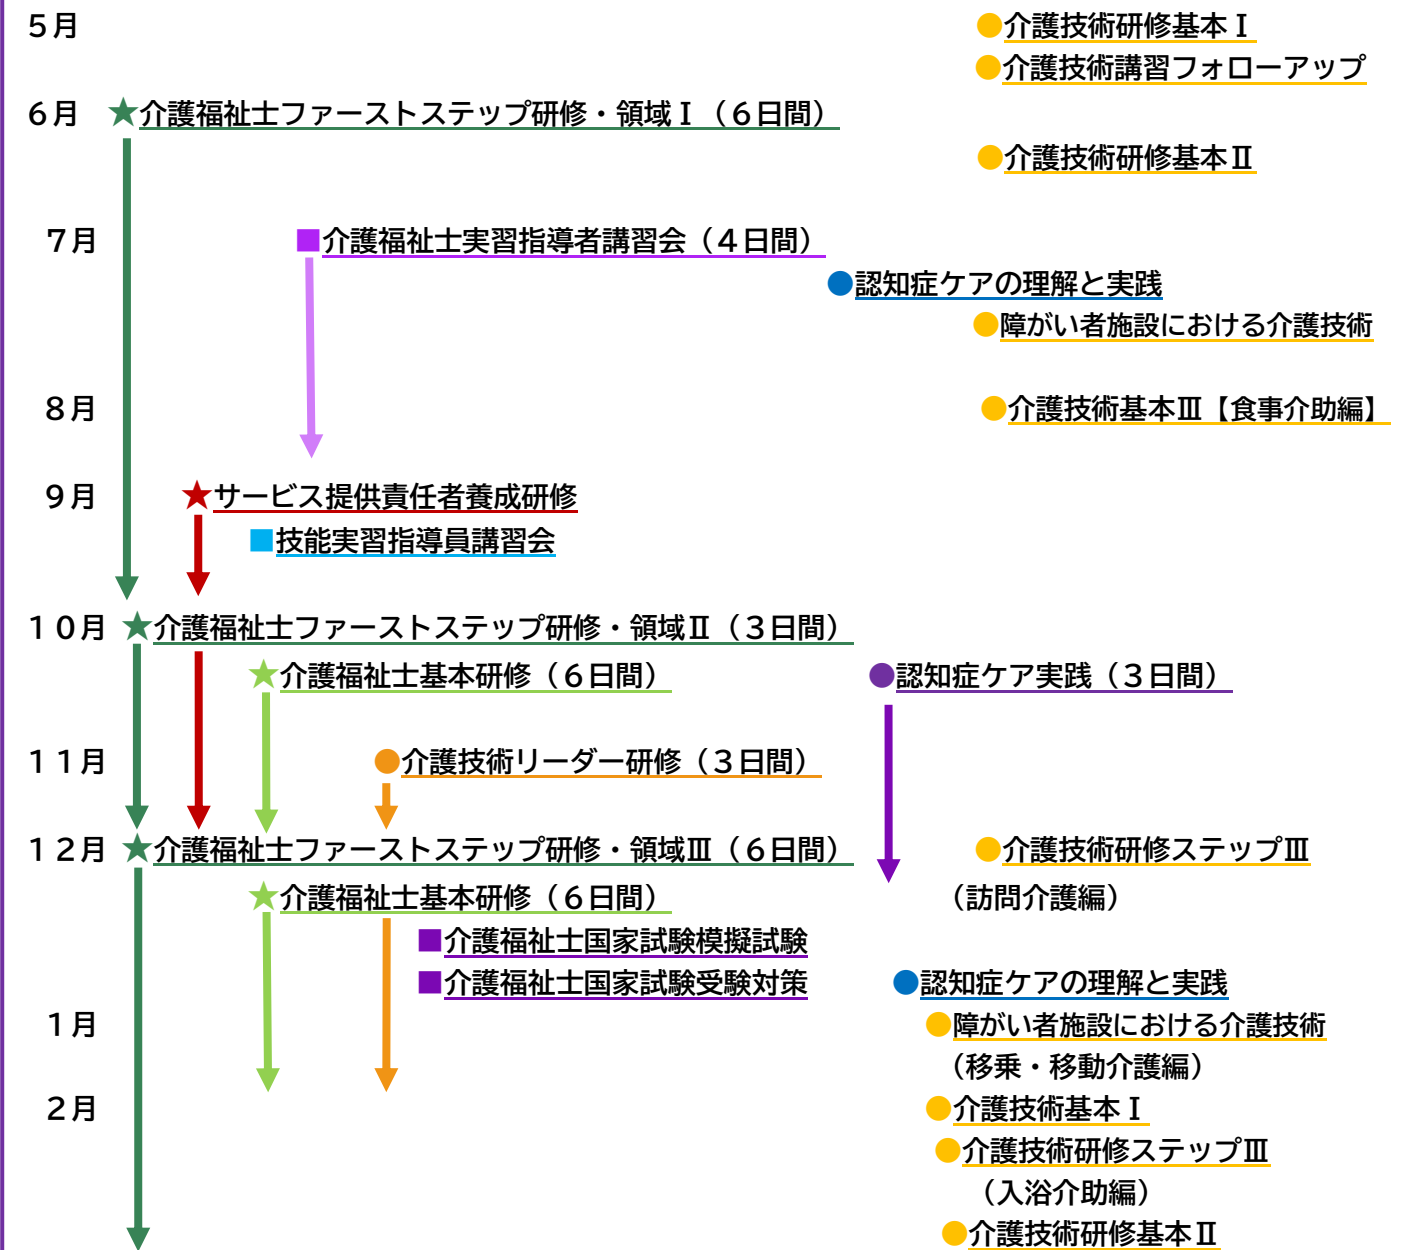 5月 ●介護技術研修基本Ⅰ
●介護技術講習フォローアップ
6月 ★介護福祉士ファーストステップ研修・領域Ⅰ（6日間）
●介護技術研修基本Ⅱ
7月 ■介護福祉士実習指導者講習会（4日間）
●認知症ケアの理解と実践
●障がい者施設における介護技術
8月 ●介護技術基本Ⅲ【食事介助編】
9月 ★サービス提供責任者養成研修
■技能実習指導員講習会
10月 ★介護福祉士ファーストステップ研修・領域Ⅱ（3日間）
★介護福祉士基本研修（6日間） ●認知症ケア実践（3日間）
11月 ●介護技術リーダー研修（3日間）
12月 ★介護福祉士ファーストステップ研修・領域Ⅲ（6日間） ●介護技術研修ステップⅢ
★介護福祉士基本研修（6日間） （訪問介護編）
■介護福祉士国家試験模擬試験
■介護福祉士国家試験受験対策 ●認知症ケアの理解と実践
1月 ●障がい者施設における介護技術
（移乗・移動介護編）
2月 ●介護技術基本Ⅰ
●介護技術研修ステップⅢ
（入浴介助編）
●介護技術研修基本Ⅱ